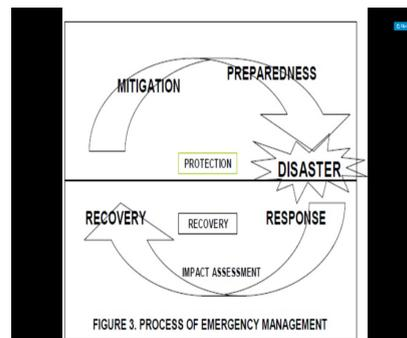 MITIGATION
PREPAREDNESS
PROTECTION
DISASTER
RECOVERY
RECOVERY
RESPONSE
IMPACT ASSESSMENT
FIGURE 3. PROCESS OF EMERGENCY MANAGEMENT